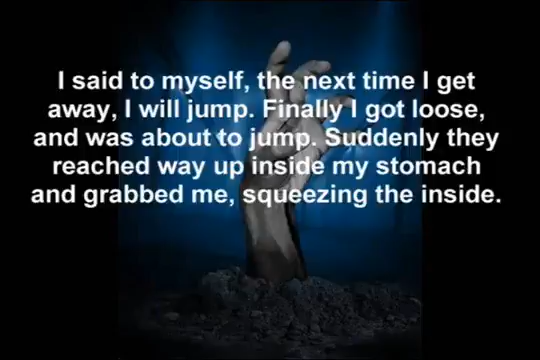 I said to myself, the next time I get
away, I will jump. Finally I got loose,
and was about to jump. Suddenly they
reached way up inside my stomach
and grabbed me, squeezing the inside.